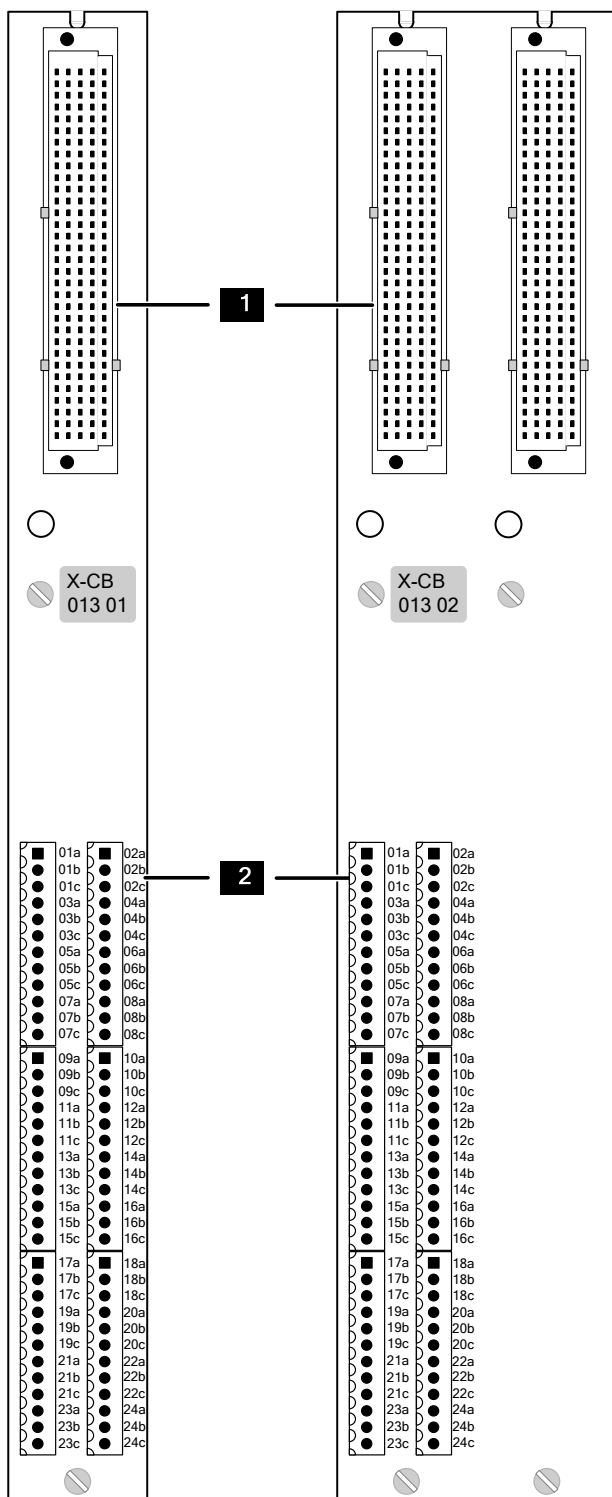 1
X-CB
013 01
X-CB
013 02
2
01a 02a
01b 02b
01c 02c
03a 04a
03b 04b
03c 04c
05a 06a
05b 06b
05c 06c
07a 08a
07b 08b
07c 08c
09a 10a
09b 10b
09c 10c
11a 12a
11b 12b
11c 12c
13a 14a
13b 14b
13c 14c
15a 16a
15b 16b
15c 16c
17a 18a
17b 18b
17c 18c
19a 20a
19b 20b
19c 20c
21a 22a
21b 22b
21c 22c
23a 24a
23b 24b
23c 24c
01a 02a
01b 02b
01c 02c
03a 04a
03b 04b
03c 04c
05a 06a
05b 06b
05c 06c
07a 08a
07b 08b
07c 08c
09a 10a
09b 10b
09c 10c
11a 12a
11b 12b
11c 12c
13a 14a
13b 14b
13c 14c
15a 16a
15b 16b
15c 16c
17a 18a
17b 18b
17c 18c
19a 20a
19b 20b
19c 20c
21a 22a
21b 22b
21c 22c
23a 24a
23b 24b
23c 24c